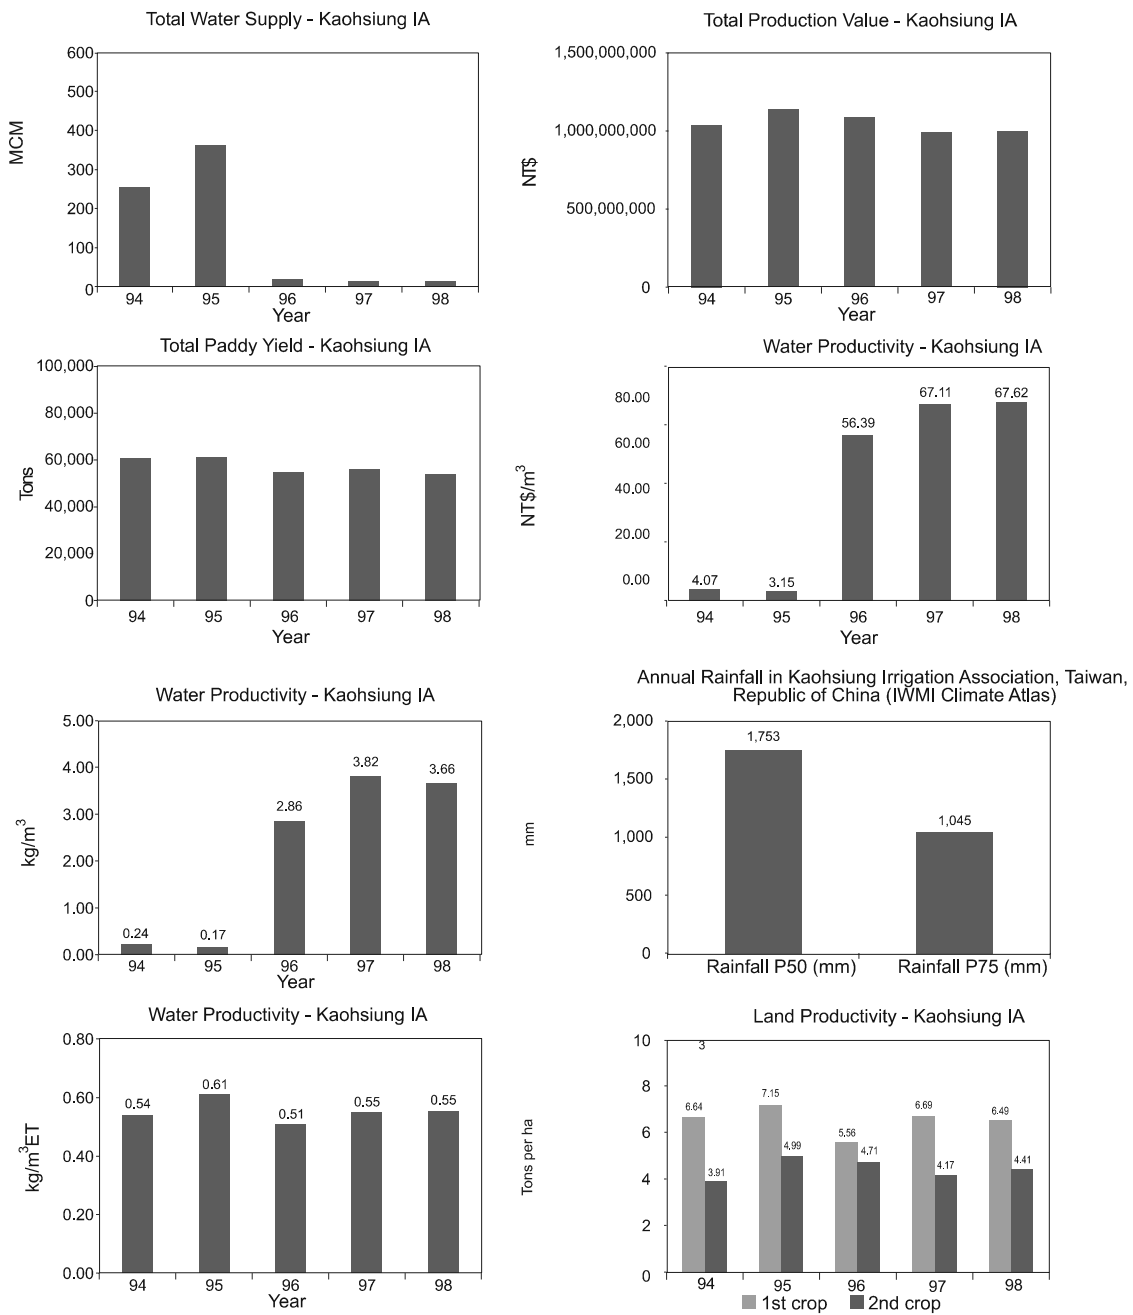 Total Water Supply - Kaohsiung IA
600
500
400
300
200
100
0
MCM
94 95 96 97 98
Year
Total Production Value - Kaohsiung IA
1,500,000,000
1,000,000,000
500,000,000
0
NT$
94 95 96 97 98
Year
Total Paddy Yield - Kaohsiung IA
100,000
80,000
60,000
40,000
20,000
0
Tons
94 95 96 97 98
Year
Water Productivity - Kaohsiung IA
80.00
60.00
40.00
20.00
0.00
NT$/m³
4.07 3.15 56.39 67.11 67.62
94 95 96 97 98
Year
Water Productivity - Kaohsiung IA
5.00
4.00
3.00
2.00
1.00
0.00
kg/m³
0.24 0.17 2.86 3.82 3.66
94 95 96 97 98
Year
Annual Rainfall in Kaohsiung Irrigation Association, Taiwan,
Republic of China (IWMI Climate Atlas)
2,000
1,500
1,000
500
0
mm
1,753 1,045
Rainfall P50 (mm) Rainfall P75 (mm)
Water Productivity - Kaohsiung IA
0.80
0.60
0.40
0.20
0.00
kg/m³ET
0.54 0.61 0.51 0.55 0.55
94 95 96 97 98
Year
Land Productivity - Kaohsiung IA
10
8
6
4
2
0
Tons per ha
3
6.64 3.91 7.15 4,99 5,56 4.71 6.69 4.17 6.49 4.41
94 95 96 97 98
1st crop 2nd crop